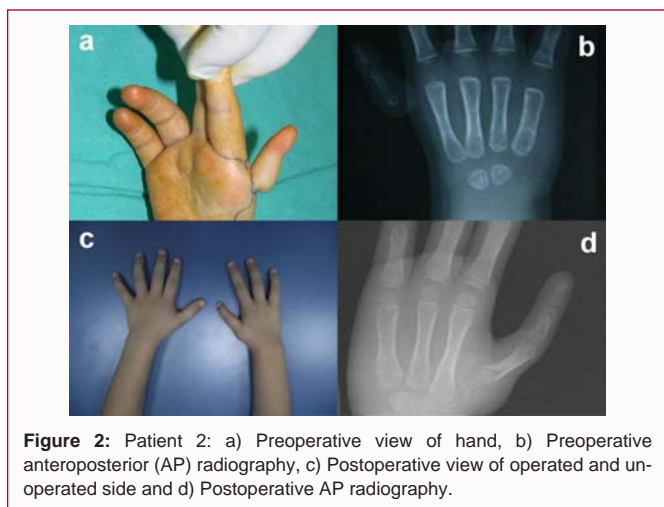 a
b
c
d
Figure 2: Patient 2: a) Preoperative view of hand, b) Preoperative
anteroposterior (AP) radiography, c) Postoperative view of operated and un-
operated side and d) Postoperative AP radiography.